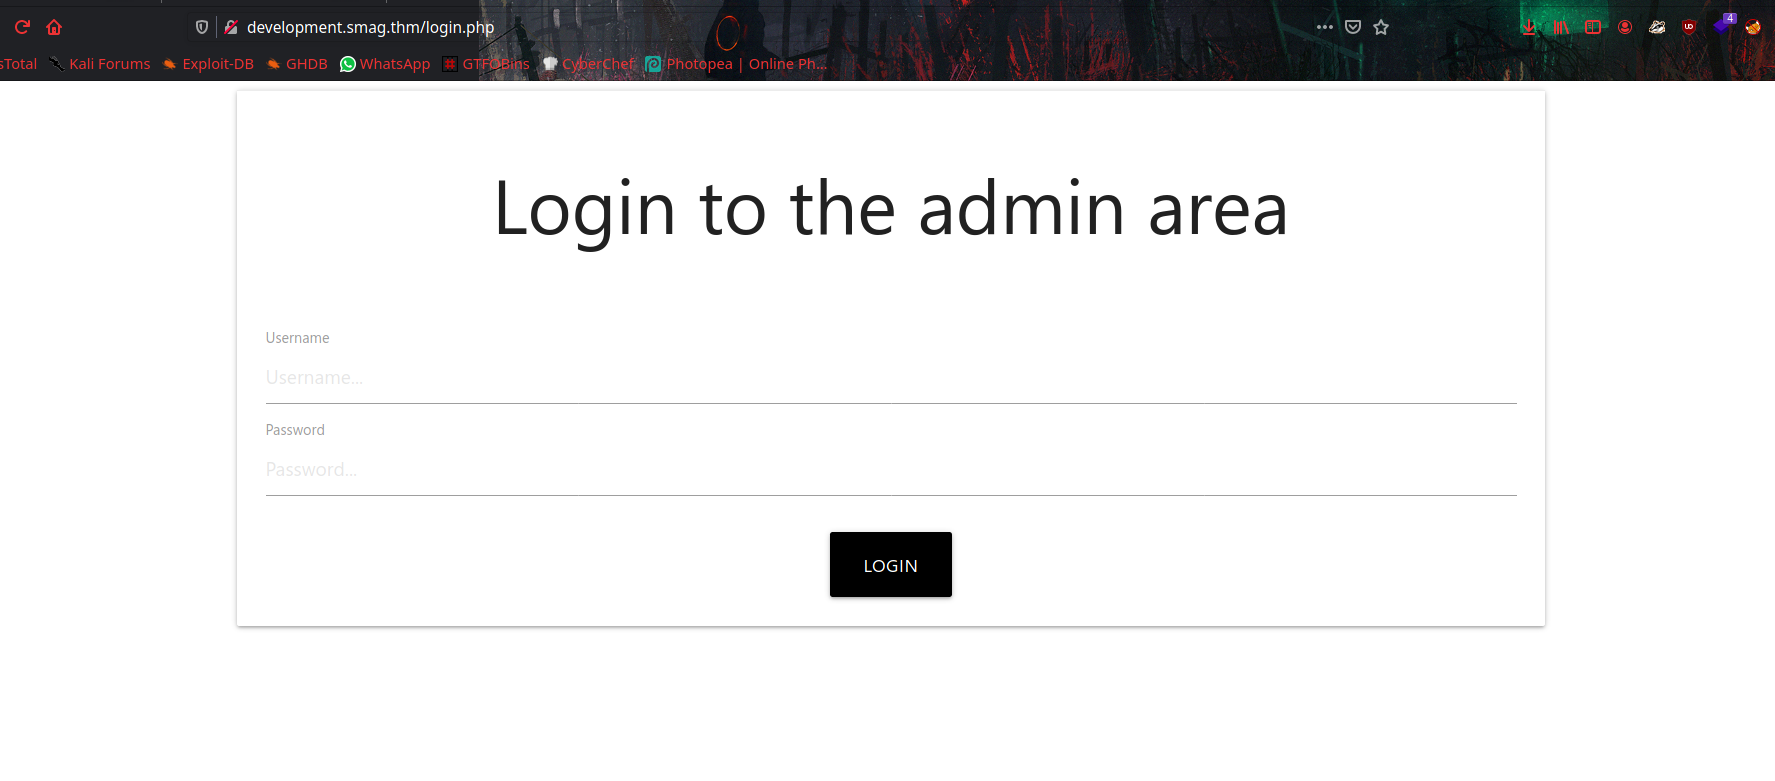 development.smag.thm/login.php
4
sTotal Kali Forums Exploit-DB GHDB WhatsApp GTFOBins CyberChef Photopea | Online Ph...
Login to the admin area
Username
Username...
Password
Password...
LOGIN